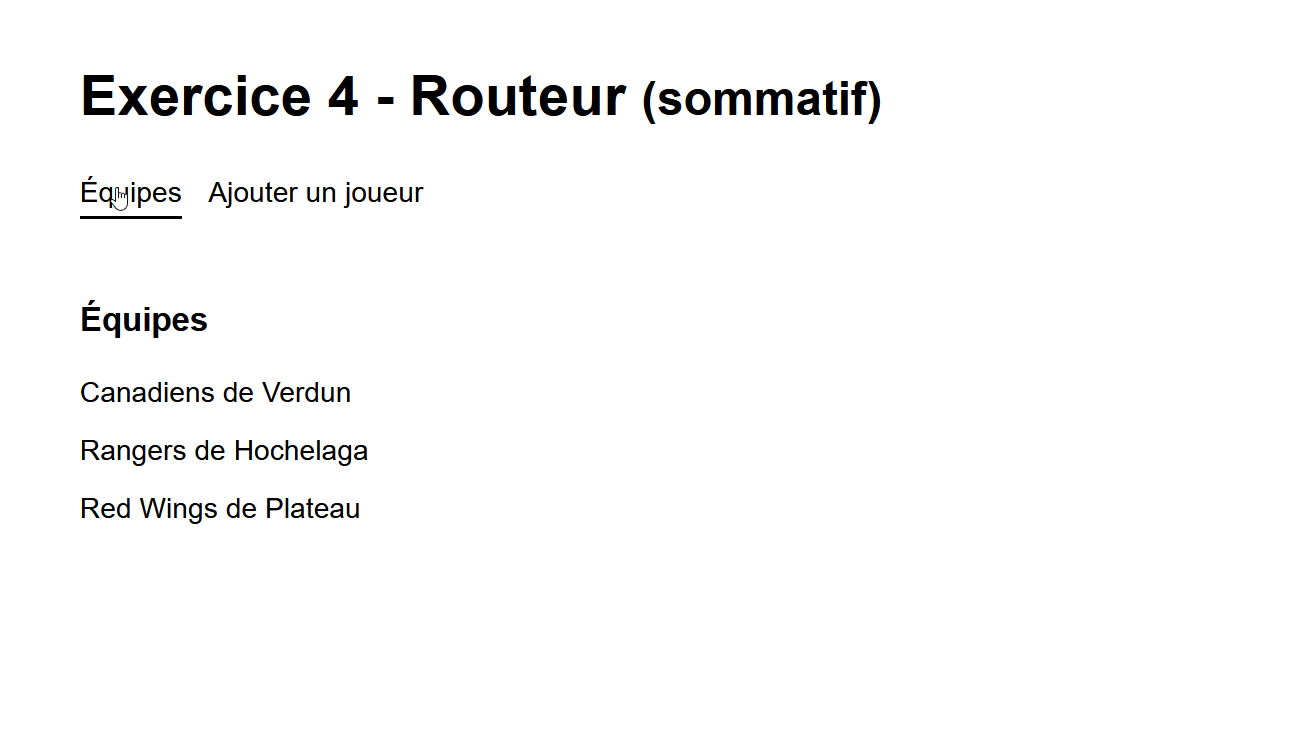 Exercice 4 - Routeur (sommatif)
Équipes Ajouter un joueur
Équipes
Canadiens de Verdun
Rangers de Hochelaga
Red Wings de Plateau